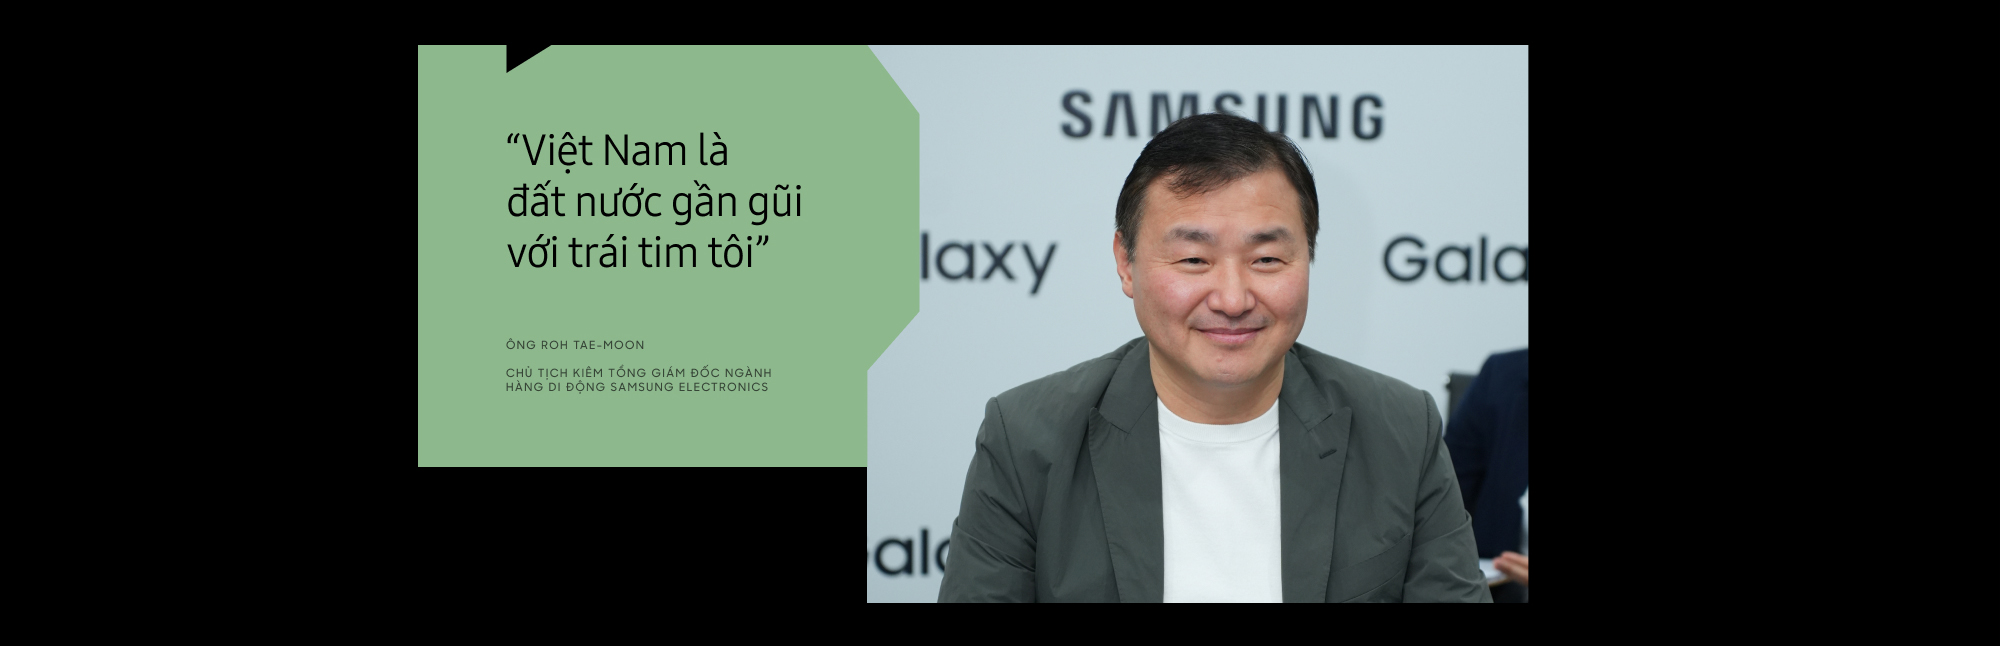 “Việt Nam là
đất nước gần gũi
với trái tim tôi”
ÔNG ROH TAE-MOON
CHỦ TỊCH KIÊM TỔNG GIÁM ĐỐC NGÀNH
HÀNG DI ĐỘNG SAMSUNG ELECTRONICS
SAMSUNG
laxy
Gala
ala